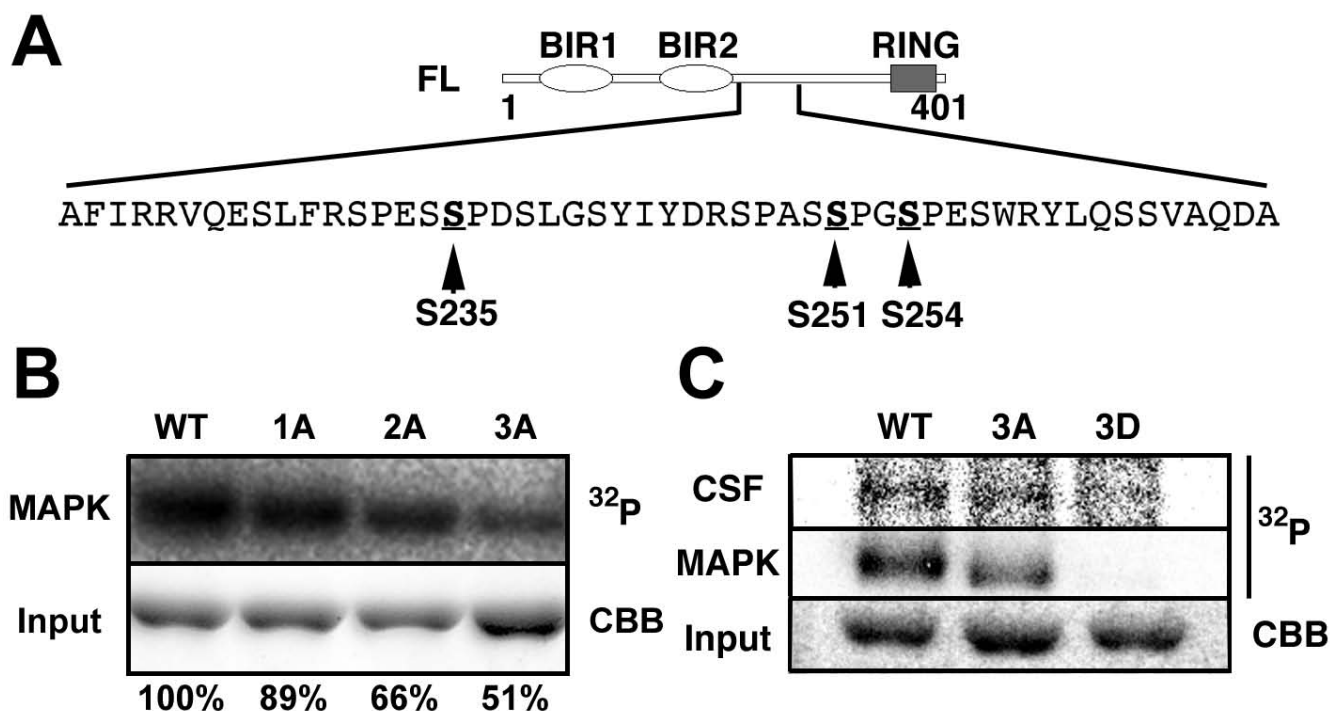 A
BIR1 BIR2 RING
FL
1 401
AFIRRVQESLFRSPESSPDSLGSYIYDRSPASSPGSPESWRYLQSSVAQDA
S235 S251 S254
B
WT 1A 2A 3A
MAPK 32P
Input CBB
100% 89% 66% 51%
C
WT 3A 3D
CSF
32P
MAPK
Input CBB